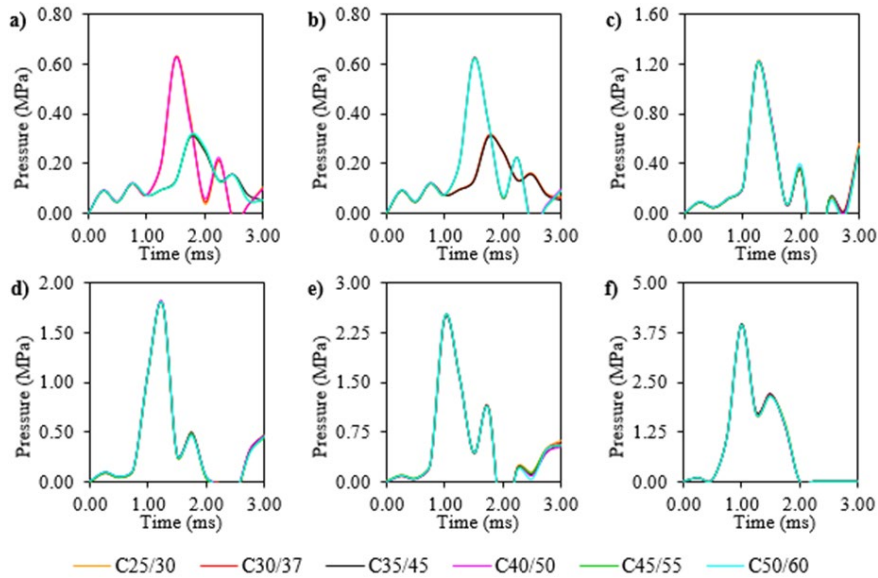 a)
0.80
0.60
0.40
0.20
0.00
Pressure (MPa)
0.00 1.00 2.00 3.00
Time (ms)
b)
0.80
0.60
0.40
0.20
0.00
Pressure (MPa)
0.00 1.00 2.00 3.00
Time (ms)
c)
1.60
1.20
0.80
0.40
0.00
Pressure (MPa)
0.00 1.00 2.00 3.00
Time (ms)
d)
2.00
1.50
1.00
0.50
0.00
Pressure (MPa)
0.00 1.00 2.00 3.00
Time (ms)
e)
3.00
2.25
1.50
0.75
0.00
Pressure (MPa)
0.00 1.00 2.00 3.00
Time (ms)
f)
5.00
3.75
2.50
1.25
0.00
Pressure (MPa)
0.00 1.00 2.00 3.00
Time (ms)
C25/30 C30/37 C35/45 C40/50 C45/55 C50/60